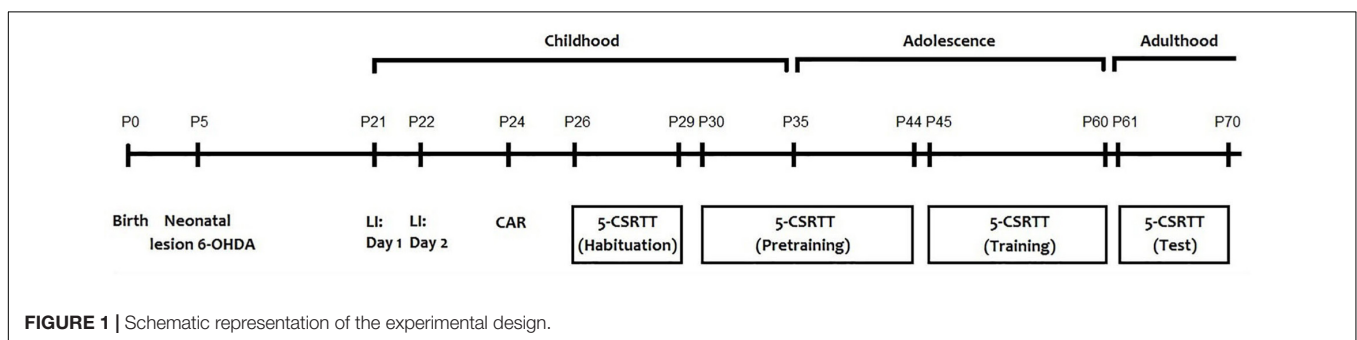 Childhood Adolescence Adulthood
P0 P5 P21 P22 P24 P26 P29 P30 P35 P44 P45 P60 P61 P70
Birth Neonatal LI: LI: CAR 5-CSRTT 5-CSRTT 5-CSRTT 5-CSRTT
lesion 6-OHDA Day 1 Day 2 (Habituation) (Pretraining) (Training) (Test)
FIGURE 1 | Schematic representation of the experimental design.